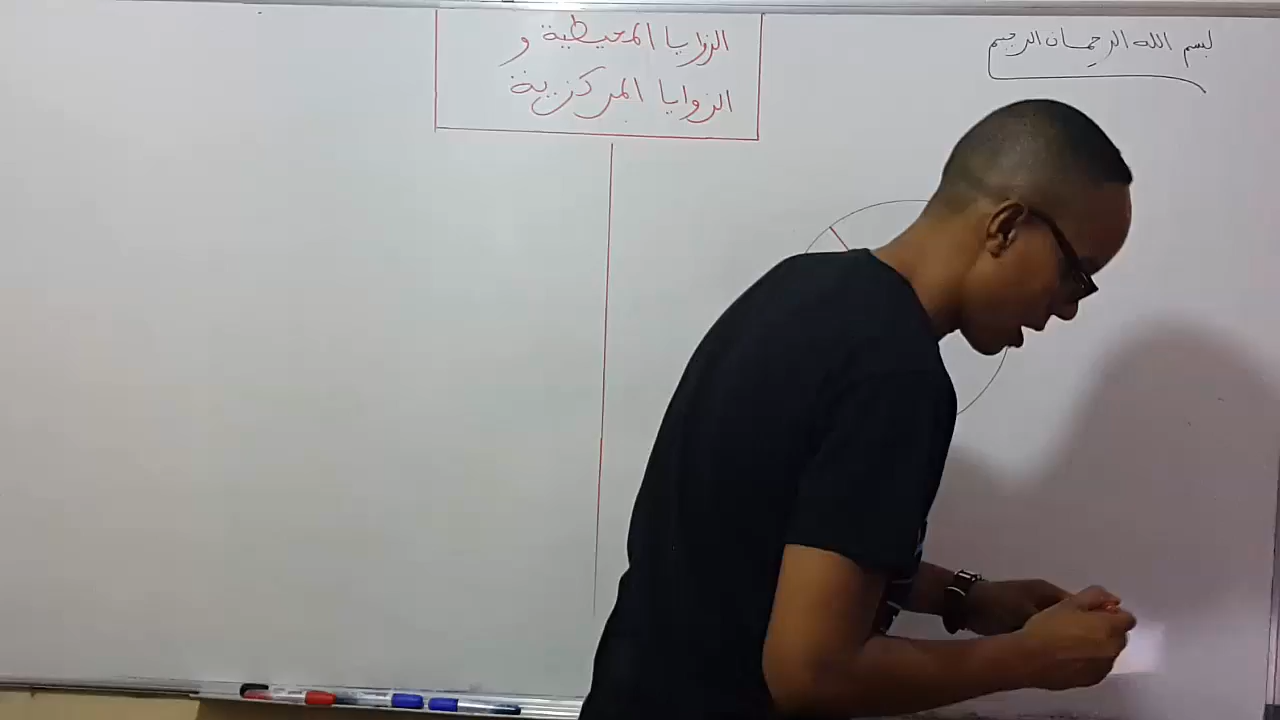 بسم الله الرحمان الرحيم
الزوايا المحيطية و
الزوايا المركزية